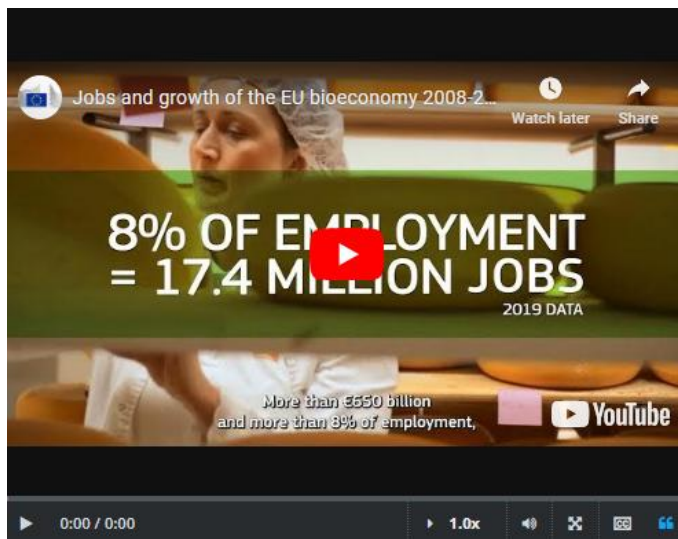 Jobs and growth of the EU bioeconomy 2008-2...
Watch later
Share
8% OF EMPLOYMENT
= 17.4 MILLION JOBS
2019 DATA
More than €650 billion
and more than 8% of employment,
YouTube
0:00 / 0:00
1.0x
CC